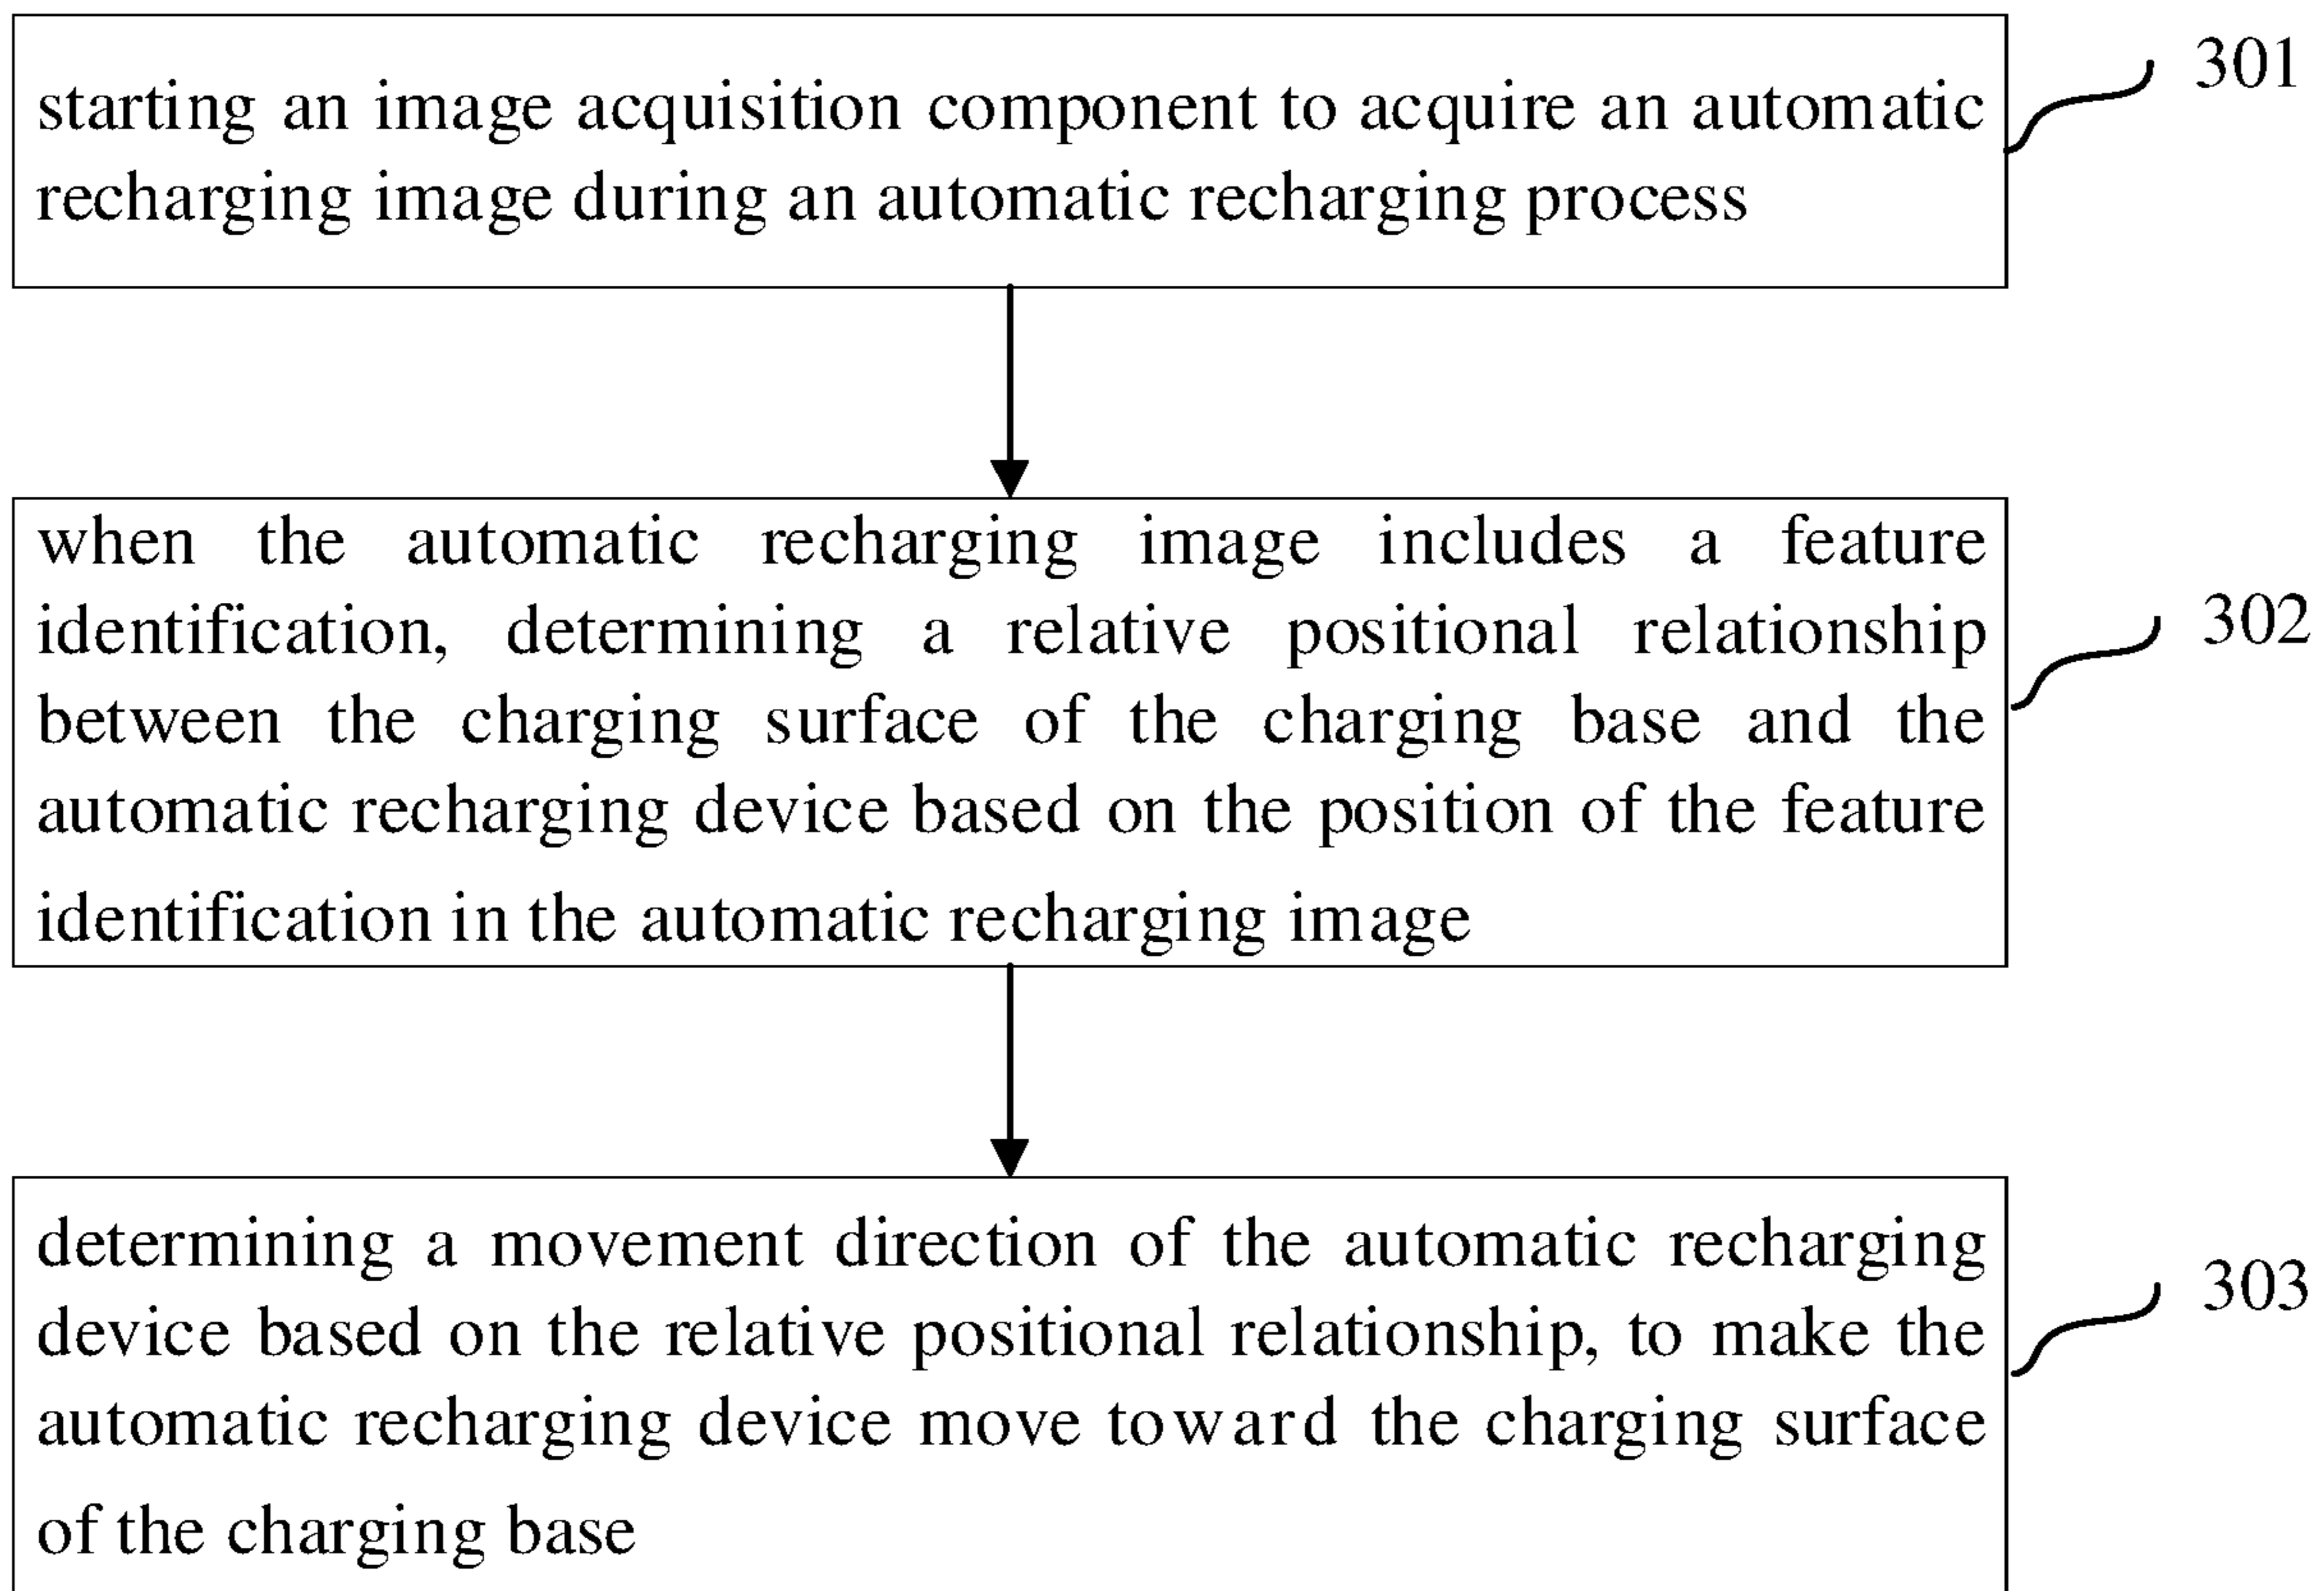 starting an image acquisition component to acquire an automatic
recharging image during an automatic recharging process
301
when the automatic recharging image includes a feature
identification, determining a relative positional relationship
between the charging surface of the charging base and the
automatic recharging device based on the position of the feature
identification in the automatic recharging image
302
determining a movement direction of the automatic recharging
device based on the relative positional relationship, to make the
automatic recharging device move toward the charging surface
of the charging base
303